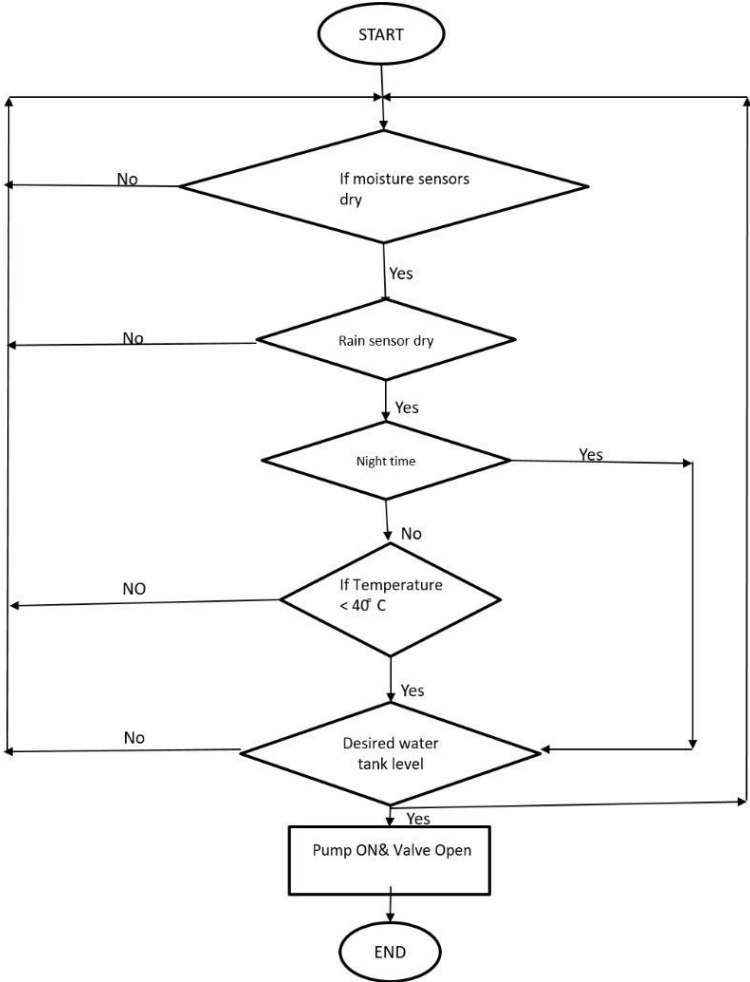 START
No
If moisture sensors
dry
Yes
No
Rain sensor dry
Yes
Night time
Yes
No
NO
If Temperature
< 40° C
Yes
No
Desired water
tank level
Yes
Pump ON& Valve Open
END